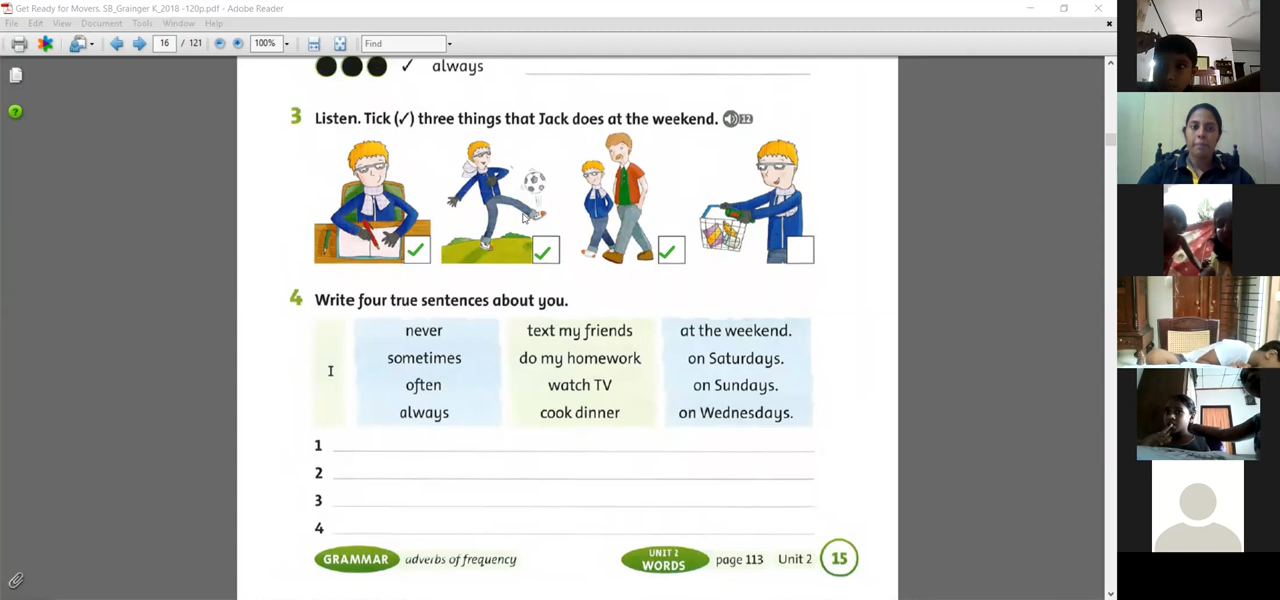 Get Ready for Movers. SB_Grainger K_2018 -120p.pdf - Adobe Reader
File Edit View Document Tools Window Help
16 / 121 100% Find
✓ always
3 Listen. Tick (✓) three things that Jack does at the weekend. 12
4 Write four true sentences about you.
never text my friends at the weekend.
sometimes do my homework on Saturdays.
I
often watch TV on Sundays.
always cook dinner on Wednesdays.
1
2
3
4
GRAMMAR adverbs of frequency UNIT 2 WORDS page 113 Unit 2 15